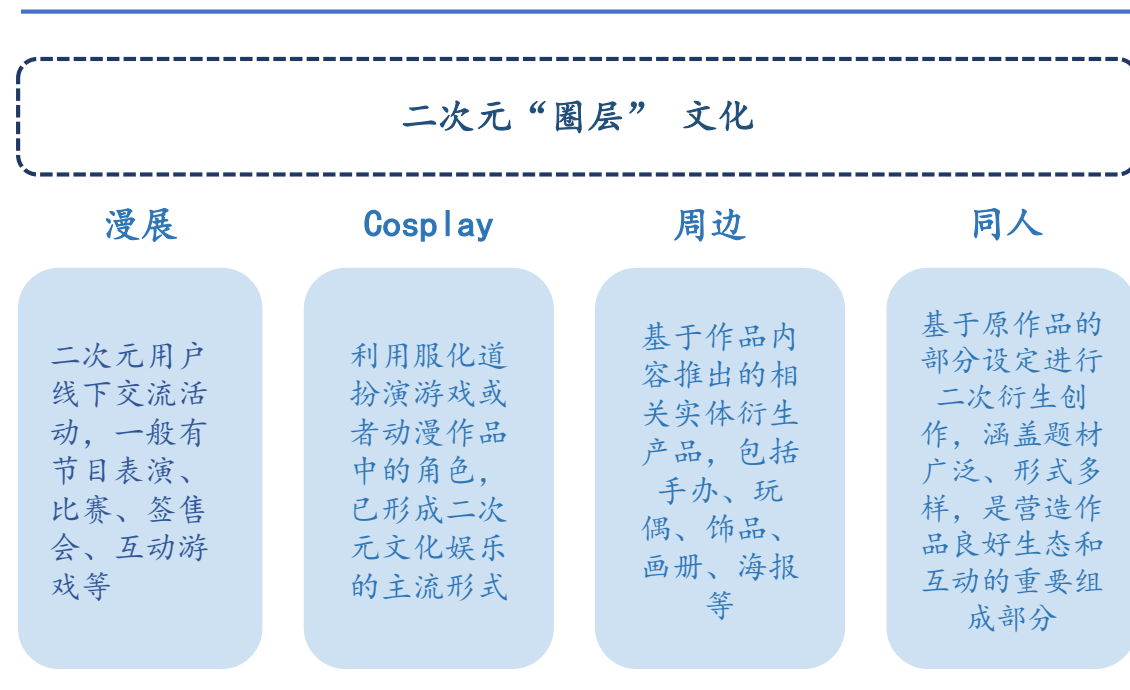 二次元“圈层” 文化
漫展
二次元用户
线下交流活
动，一般有
节目表演、
比赛、签售
会、互动游
戏等
Cosplay
利用服化道
扮演游戏或
者动漫作品
中的角色，
已形成二次
元文化娱乐
的主流形式
周边
基于作品内
容推出的相
关实体衍生
产品，包括
手办、玩
偶、饰品、
画册、海报
等
同人
基于原作品的
部分设定进行
二次衍生创
作，涵盖题材
广泛、形式多
样，是营造作
品良好生态和
互动的重要组
成部分